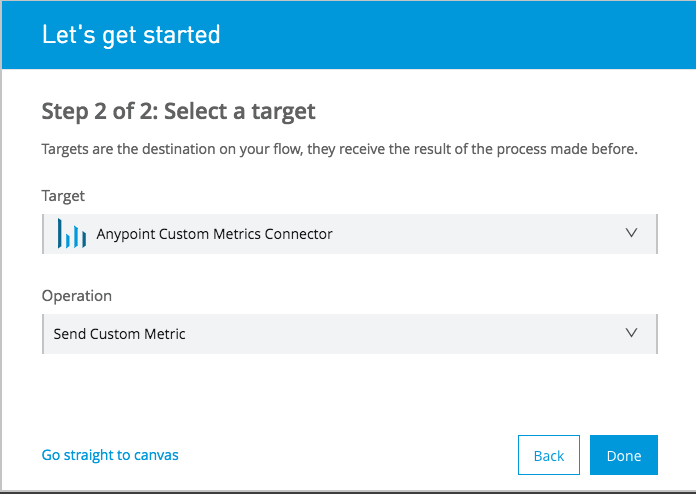 Let's get started
Step 2 of 2: Select a target
Targets are the destination on your flow, they receive the result of the process made before.
Target
Anypoint Custom Metrics Connector
Operation
Send Custom Metric
Go straight to canvas
Back
Done